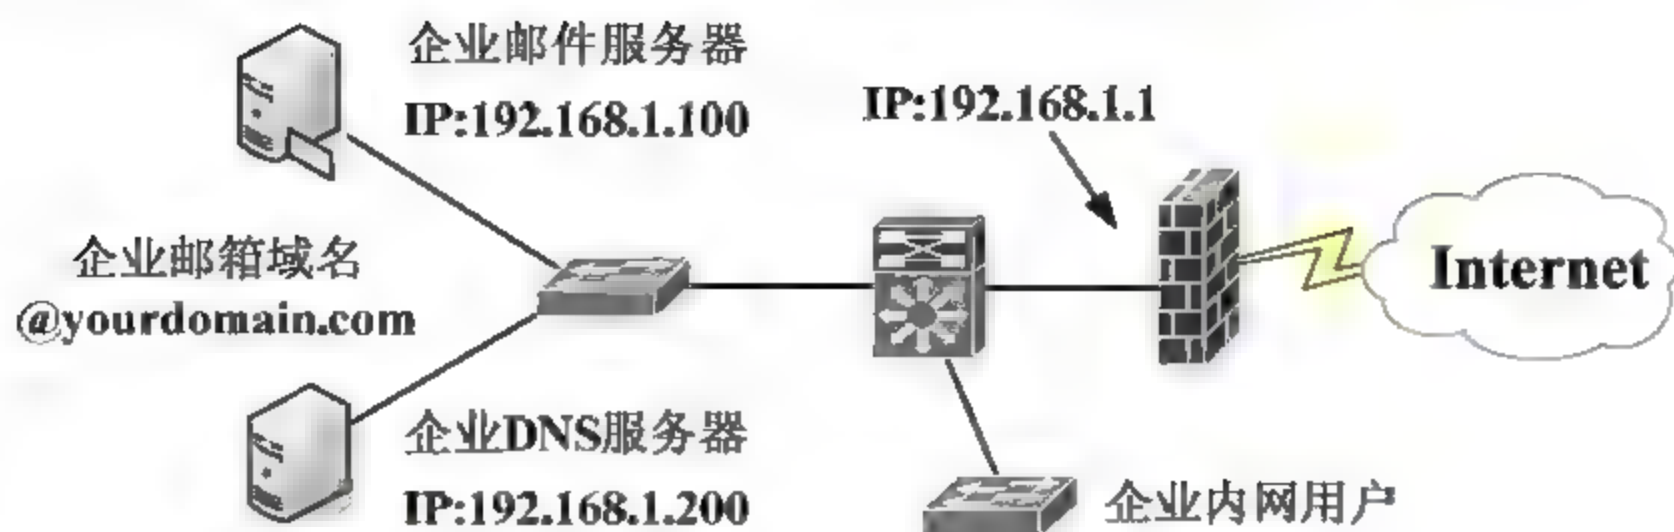 企业邮件服务器
IP:192.168.1.100
IP:192.168.1.1
企业邮箱域名
@yourdomain.com
Internet
企业DNS服务器
IP:192.168.1.200
企业内网用户